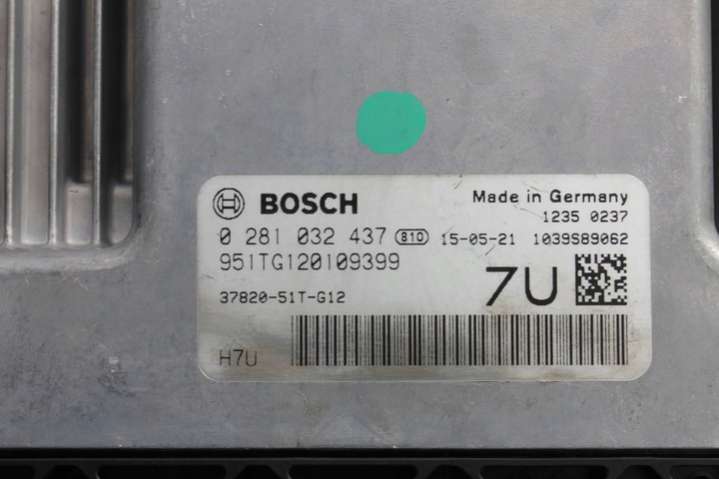 BOSCH Made in Germany
1235 0237
0 281 032 437 810 15-05-21 1039S89062
951TG120109399
7U
37820-51T-G12
H7U